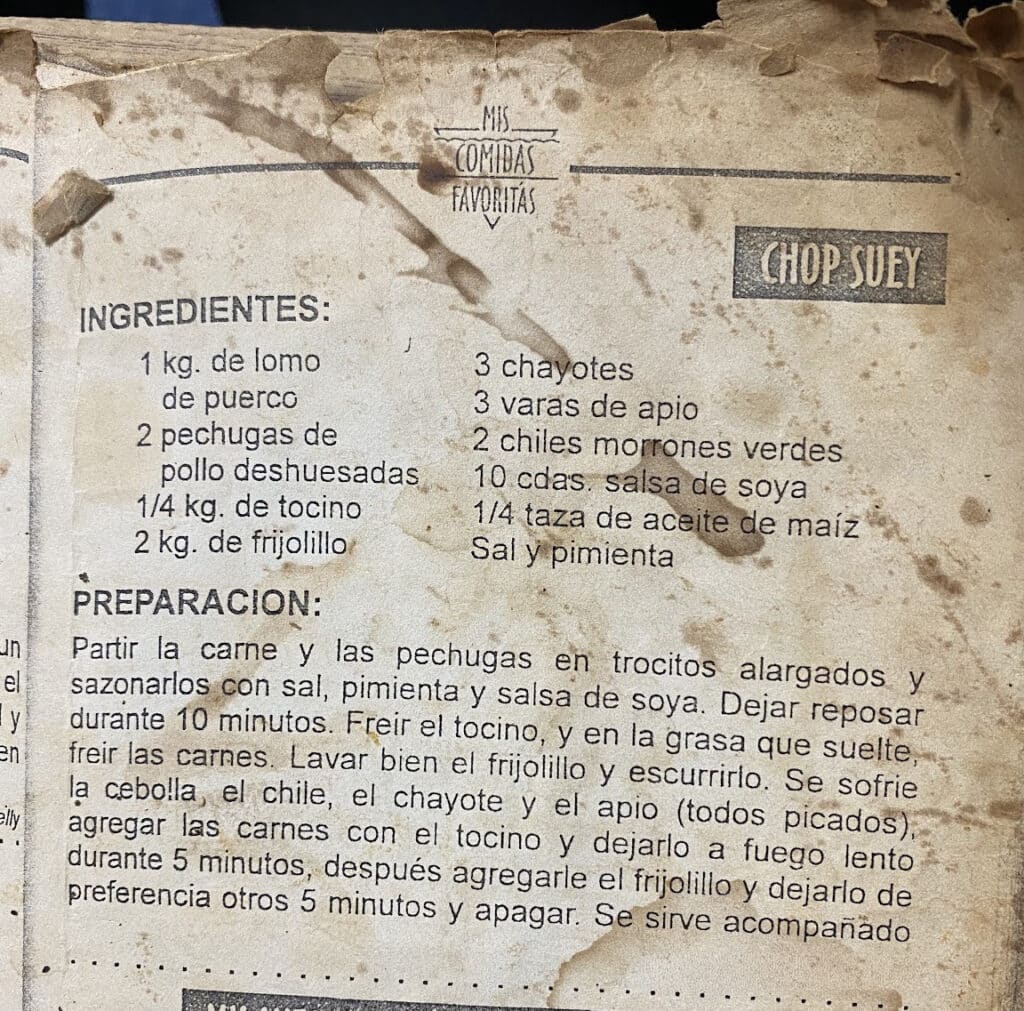 MIS
COMIDAS
FAVORITAS
CHOP SUEY
INGREDIENTES:
1 kg. de lomo
de puerco
2 pechugas de
pollo deshuesadas
1/4 kg. de tocino
2 kg. de frijolillo
3 chayotes
3 varas de apio
2 chiles morrones verdes
10 cdas. salsa de soya
1/4 taza de aceite de maíz
Sal y pimienta
PREPARACION:
Partir la carne y las pechugas en trocitos alargados y
sazonarlos con sal, pimienta y salsa de soya. Dejar reposar
durante 10 minutos. Freir el tocino, y en la grasa que suelte,
freir las carnes. Lavar bien el frijolillo y escurrirlo. Se sofrie
la cebolla, el chile, el chayote y el apio (todos picados),
agregar las carnes con el tocino y dejarlo a fuego lento
durante 5 minutos, después agregarle el frijolillo y dejarlo de
preferencia otros 5 minutos y apagar. Se sirve acompañado
un
el
y
en